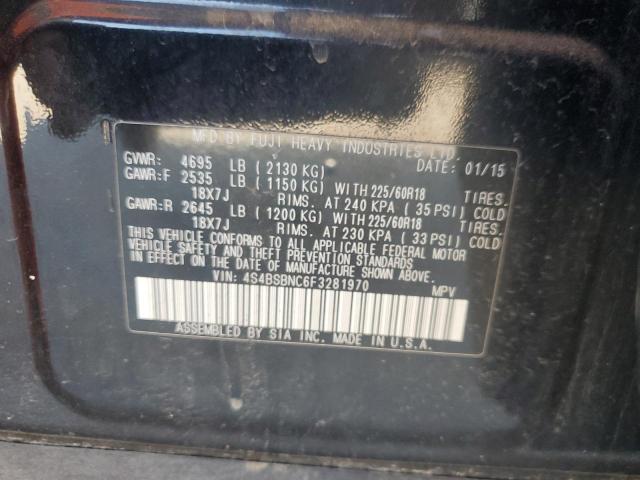 MFD BY FUJI HEAVY INDUSTRIES LTD.
GVWR: 4695 LB (2130 KG) DATE: 01/15
GAWR:F 2535 LB (1150 KG) WITH 225/60R18 TIRES.
18X7J RIMS. AT 240 KPA (35 PSI) COLD
GAWR:R 2645 LB (1200 KG) WITH 225/60R18 TIRES.
18X7J RIMS. AT 230 KPA (33 PSI) COLD
THIS VEHICLE CONFORMS TO ALL APPLICABLE FEDERAL MOTOR
VEHICLE SAFETY AND THEFT PREVENTION STANDARDS
IN EFFECT ON THE DATE OF MANUFACTURE SHOWN ABOVE.
VIN: 4S4BSBNC6F3281970 MPV
ASSEMBLED BY SIA INC. MADE IN U.S.A.